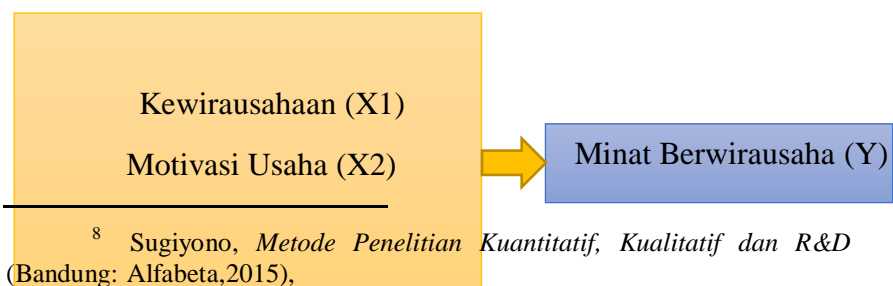 Kewirausahaan (X1)
Motivasi Usaha (X2)
Minat Berwirausaha (Y)
8 Sugiyono, Metode Penelitian Kuantitatif, Kualitatif dan R&D
(Bandung: Alfabeta,2015),